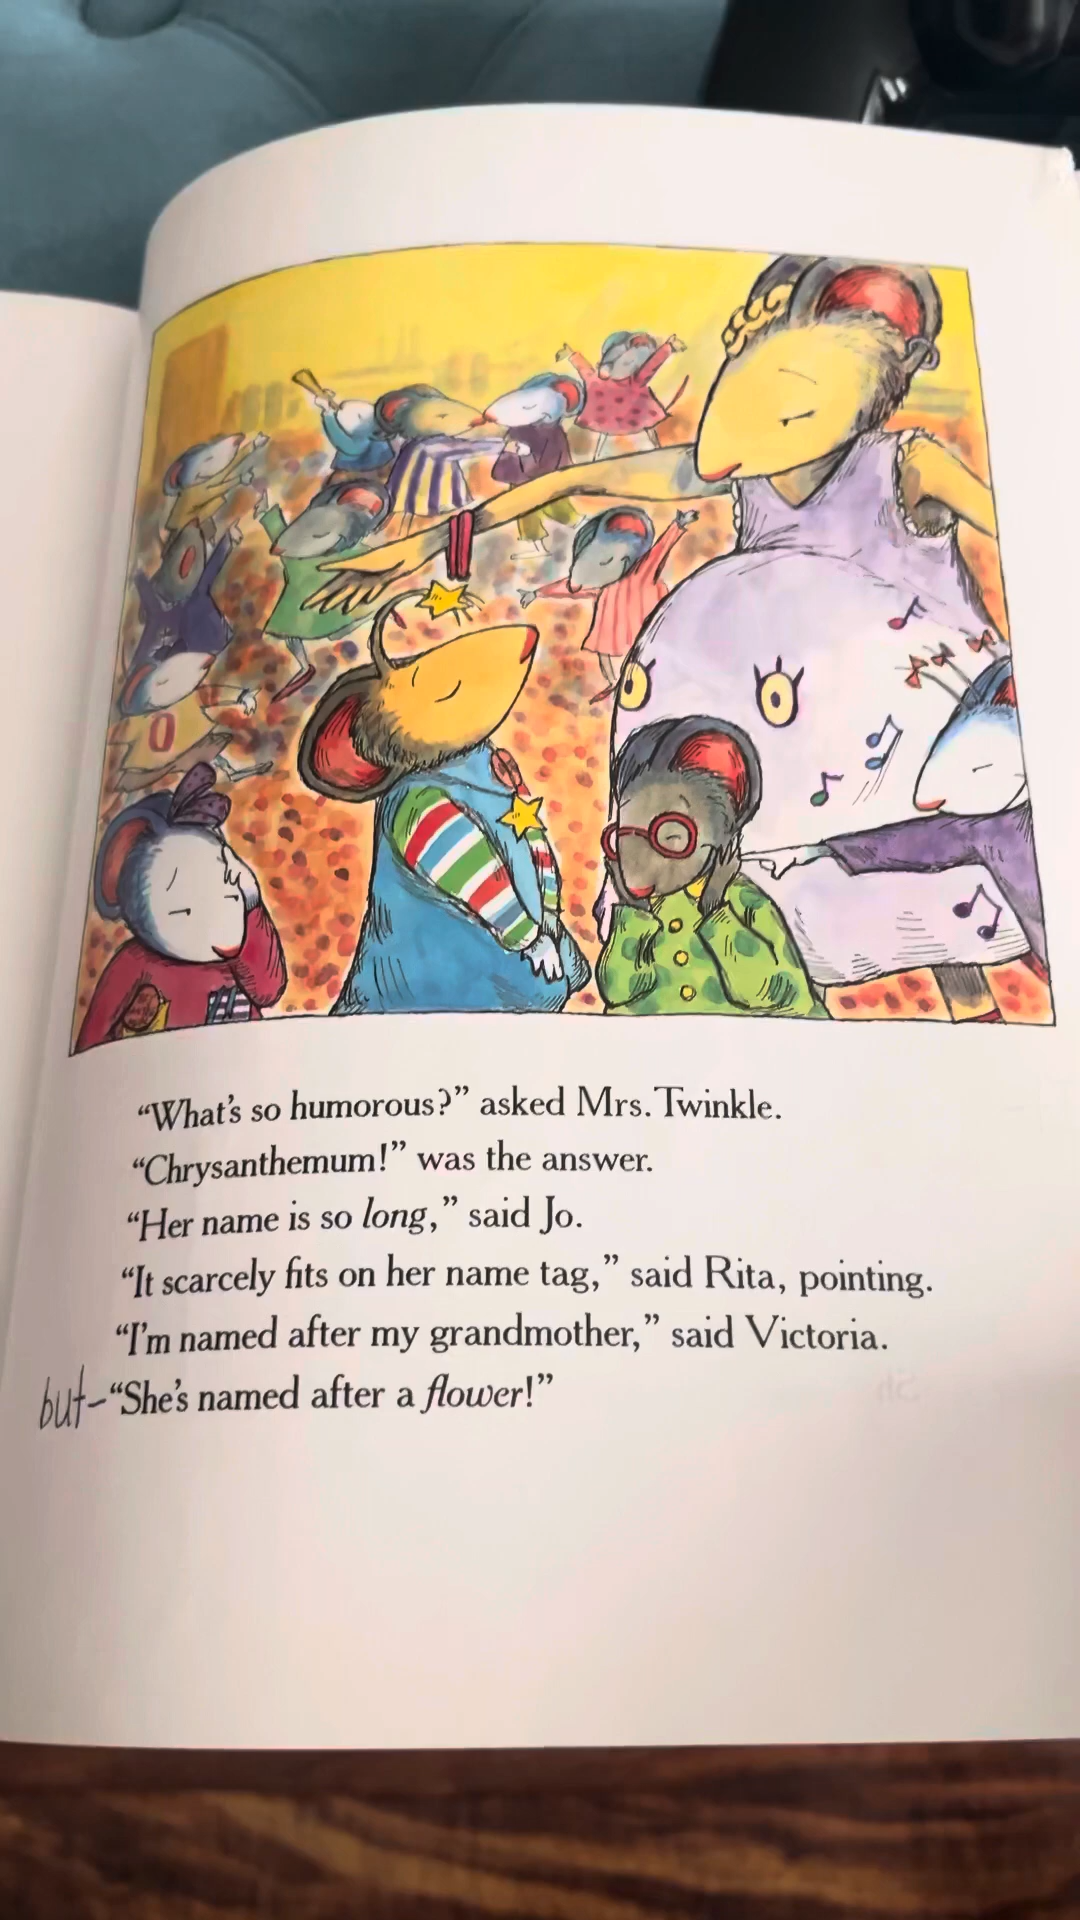 “What’s so humorous?” asked Mrs. Twinkle.
“Chrysanthemum!” was the answer.
“Her name is so long,” said Jo.
“It scarcely fits on her name tag,” said Rita, pointing.
“I’m named after my grandmother,” said Victoria.
but– “She’s named after a flower!”